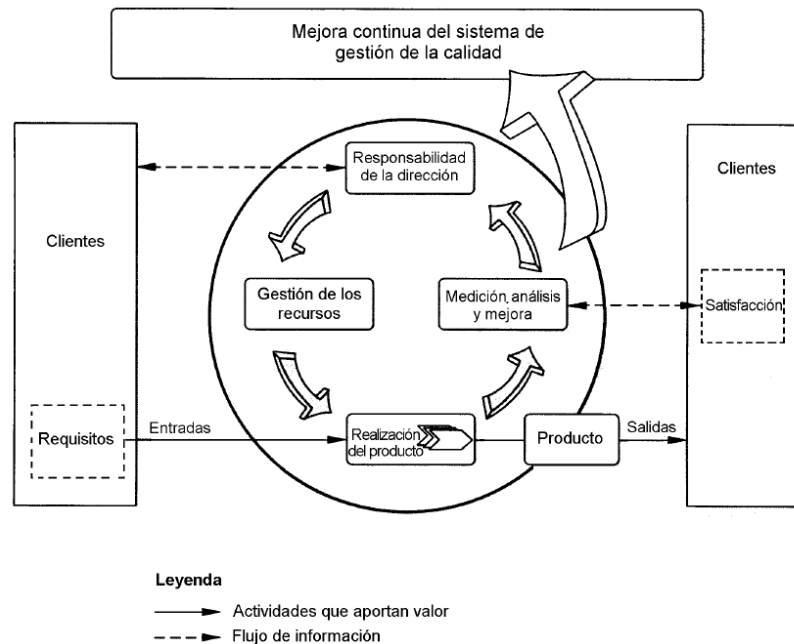 Mejora continua del sistema de
gestión de la calidad
Responsabilidad
de la dirección
Clientes
Clientes
Gestión de los
recursos
Medición, análisis
y mejora
Satisfacción
Requisitos
Entradas
Realización
del producto
Producto
Salidas
Leyenda
Actividades que aportan valor
Flujo de información